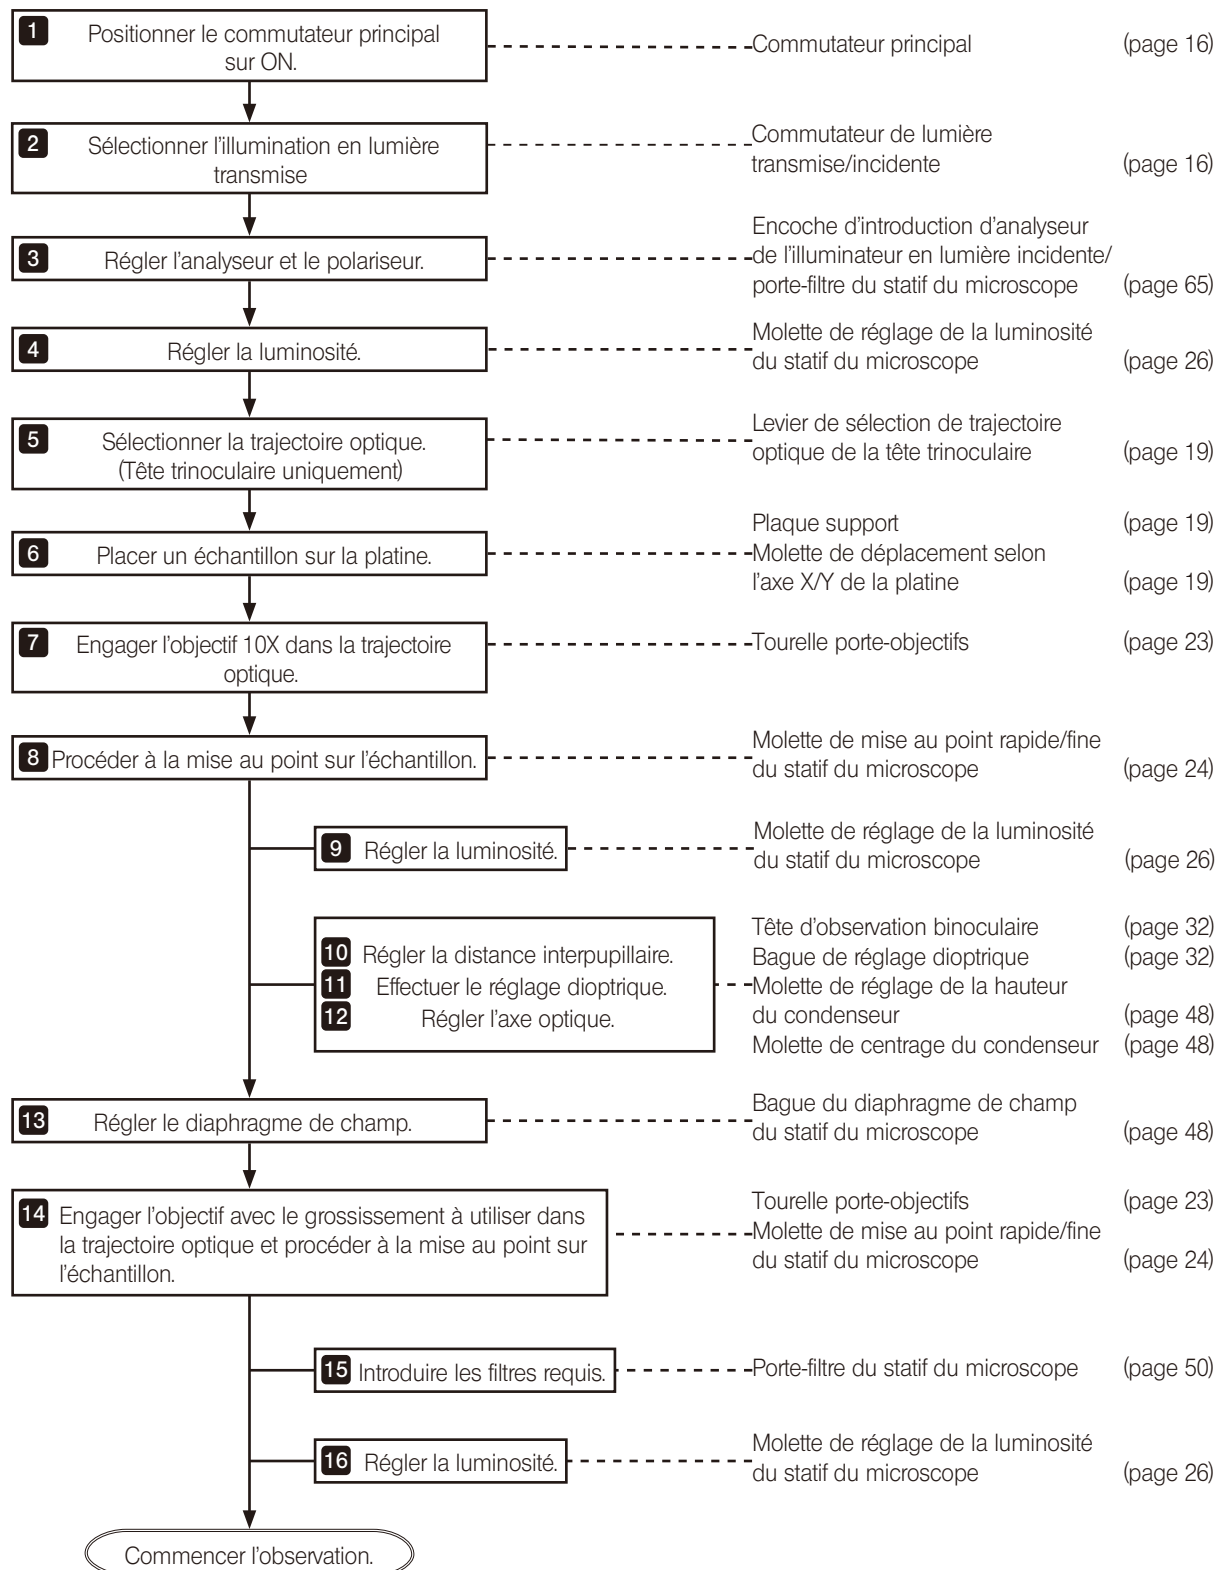 1 Positionner le commutateur principal
sur ON.
Commutateur principal (page 16)
2 Sélectionner l'illumination en lumière
transmise
Commutateur de lumière
transmise/incidente (page 16)
3 Régler l'analyseur et le polariseur.
Encoche d'introduction d'analyseur
de l'illuminateur en lumière incidente/
porte-filtre du statif du microscope (page 65)
4 Régler la luminosité.
Molette de réglage de la luminosité
du statif du microscope (page 26)
5 Sélectionner la trajectoire optique.
(Tête trinoculaire uniquement)
Levier de sélection de trajectoire
optique de la tête trinoculaire (page 19)
6 Placer un échantillon sur la platine.
Plaque support (page 19)
Molette de déplacement selon
l'axe X/Y de la platine (page 19)
7 Engager l'objectif 10X dans la trajectoire
optique.
Tourelle porte-objectifs (page 23)
8 Procéder à la mise au point sur l'échantillon.
Molette de mise au point rapide/fine
du statif du microscope (page 24)
9 Régler la luminosité.
Molette de réglage de la luminosité
du statif du microscope (page 26)
10 Régler la distance interpupillaire.
11 Effectuer le réglage dioptrique.
12 Régler l'axe optique.
Tête d'observation binoculaire (page 32)
Bague de réglage dioptrique (page 32)
Molette de réglage de la hauteur
du condenseur (page 48)
Molette de centrage du condenseur (page 48)
13 Régler le diaphragme de champ.
Bague du diaphragme de champ
du statif du microscope (page 48)
14 Engager l'objectif avec le grossissement à utiliser dans
la trajectoire optique et procéder à la mise au point sur
l'échantillon.
Tourelle porte-objectifs (page 23)
Molette de mise au point rapide/fine
du statif du microscope (page 24)
15 Introduire les filtres requis.
Porte-filtre du statif du microscope (page 50)
16 Régler la luminosité.
Molette de réglage de la luminosité
du statif du microscope (page 26)
Commencer l'observation.